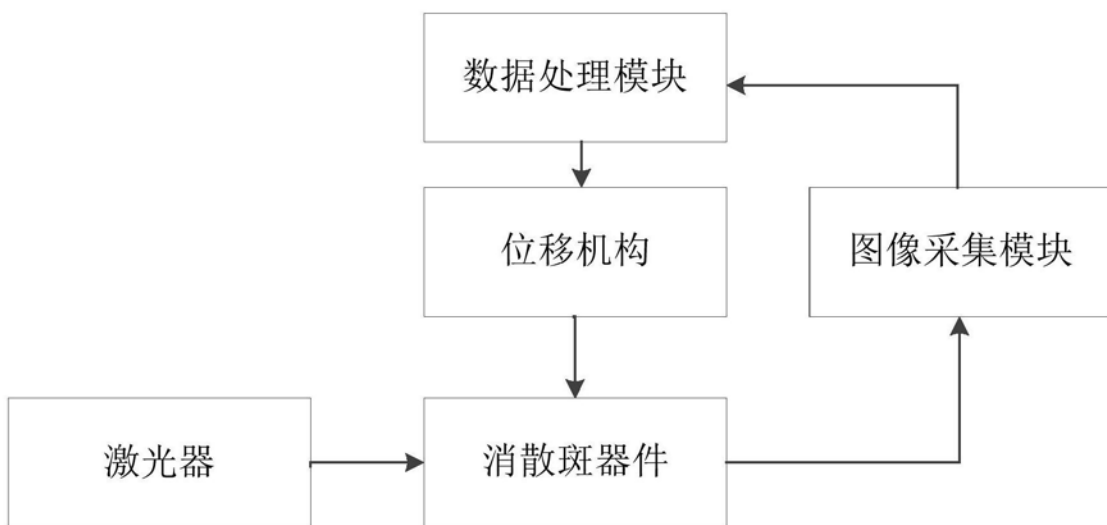 数据处理模块
位移机构
图像采集模块
激光器
消散斑器件